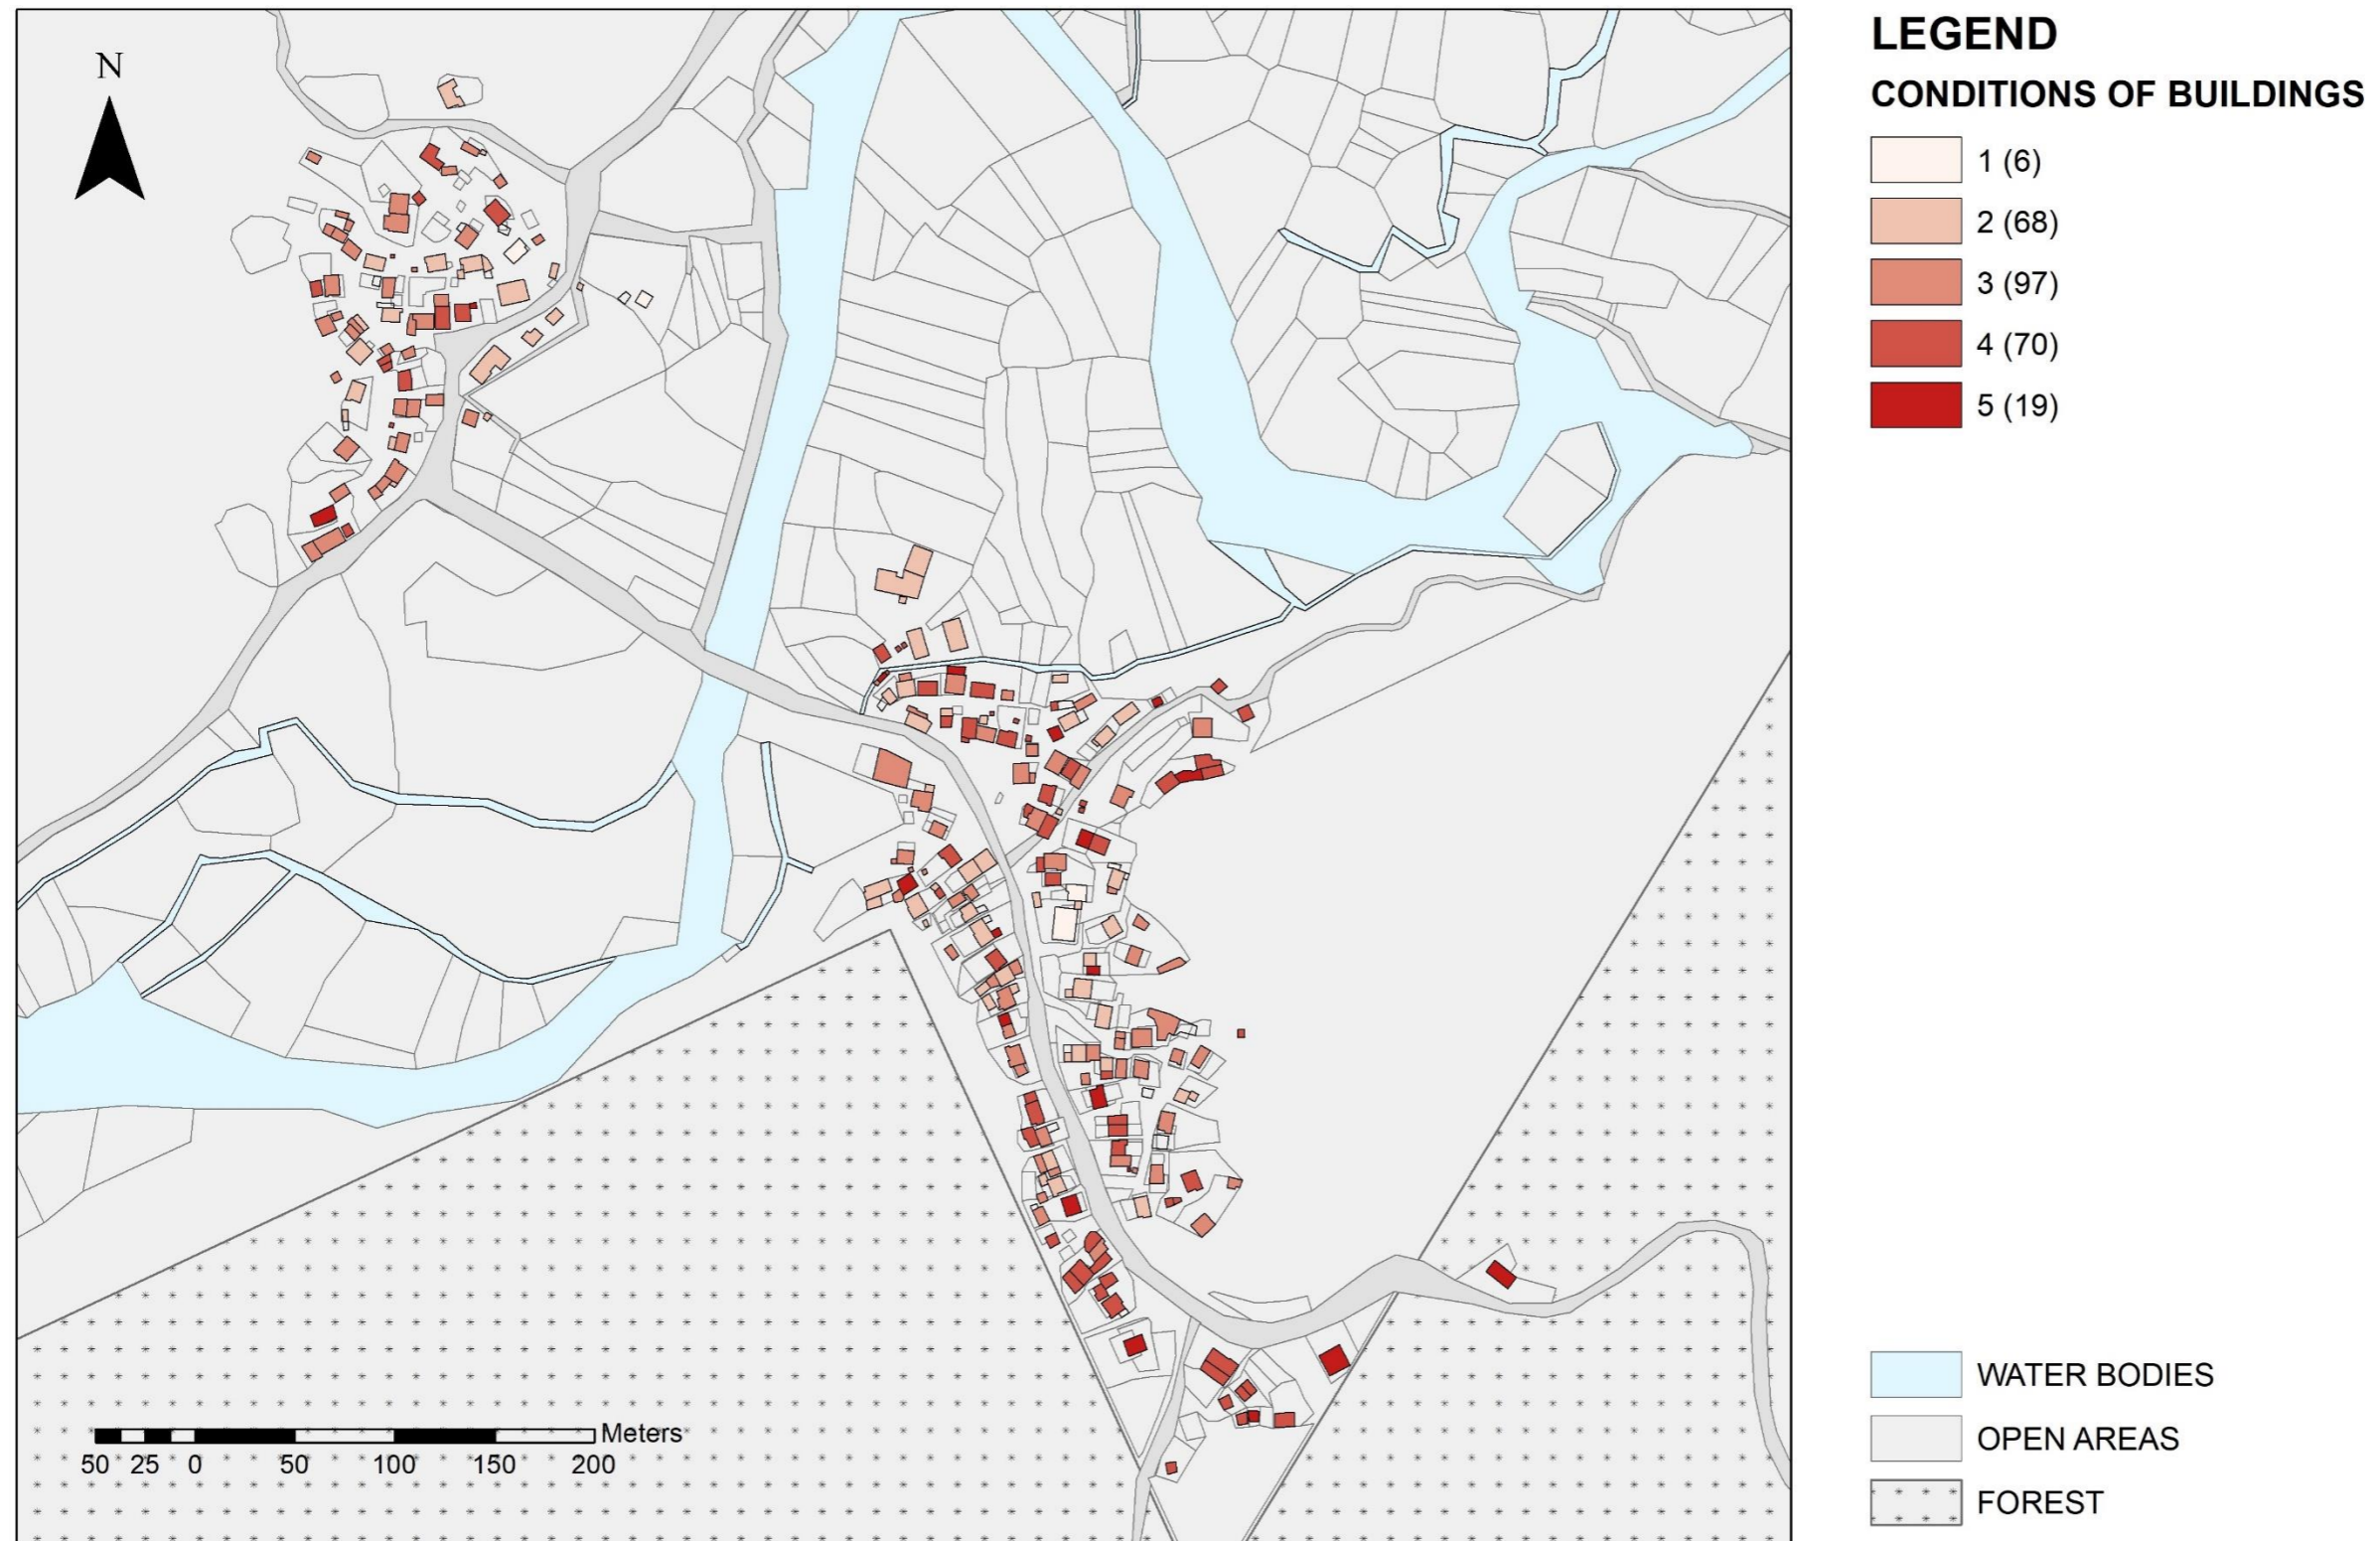 N
LEGEND
CONDITIONS OF BUILDINGS
1 (6)
2 (68)
3 (97)
4 (70)
5 (19)
WATER BODIES
OPEN AREAS
FOREST
Meters
50 25 0 50 100 150 200